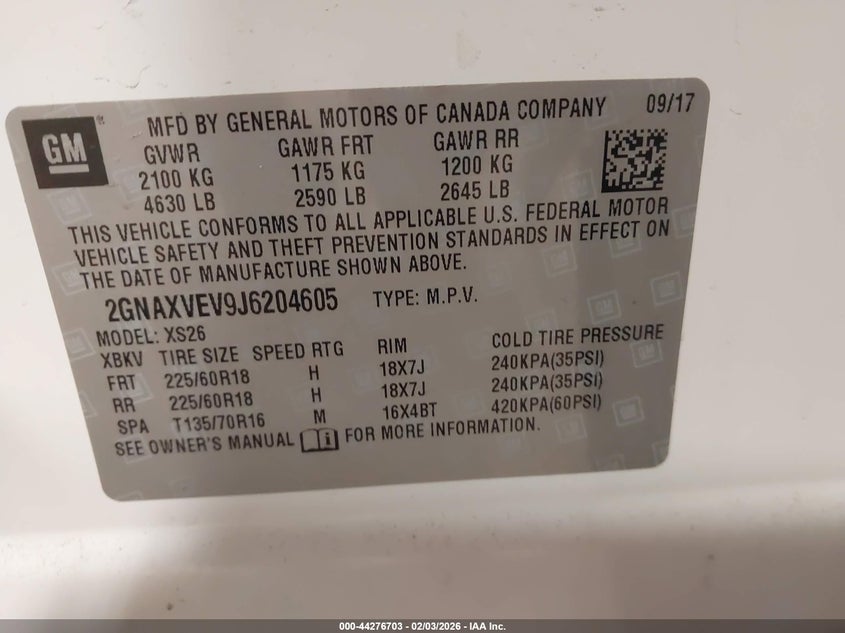 GM ® MFD BY GENERAL MOTORS OF CANADA COMPANY 09/17
GVWR GAWR FRT GAWR RR
2100 KG 1175 KG 1200 KG
4630 LB 2590 LB 2645 LB
THIS VEHICLE CONFORMS TO ALL APPLICABLE U.S. FEDERAL MOTOR
VEHICLE SAFETY AND THEFT PREVENTION STANDARDS IN EFFECT ON
THE DATE OF MANUFACTURE SHOWN ABOVE.
2GNAXVEV9J6204605 TYPE: M.P.V.
MODEL: XS26
XBKV TIRE SIZE SPEED RTG RIM COLD TIRE PRESSURE
FRT 225/60R18 H 18X7J 240KPA(35PSI)
RR 225/60R18 H 18X7J 240KPA(35PSI)
SPA T135/70R16 M 16X4BT 420KPA(60PSI)
SEE OWNER'S MANUAL FOR MORE INFORMATION.
000-44276703 - 02/03/2026 - IAA Inc.